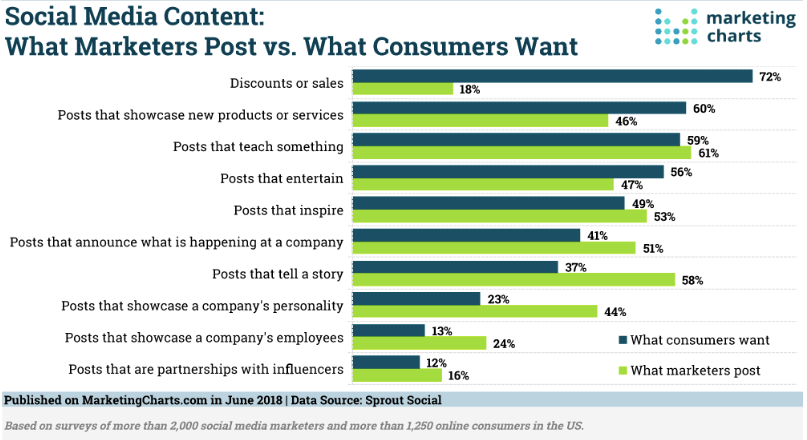 Social Media Content:
What Marketers Post vs. What Consumers Want
marketing
charts
Discounts or sales
72%
18%
Posts that showcase new products or services
60%
46%
Posts that teach something
59%
61%
Posts that entertain
56%
47%
Posts that inspire
49%
53%
Posts that announce what is happening at a company
41%
51%
Posts that tell a story
37%
58%
Posts that showcase a company's personality
23%
44%
Posts that showcase a company's employees
13%
24%
Posts that are partnerships with influencers
12%
16%
What consumers want
What marketers post
Published on MarketingCharts.com in June 2018 | Data Source: Sprout Social
Based on surveys of more than 2,000 social media marketers and more than 1,250 online consumers in the US.